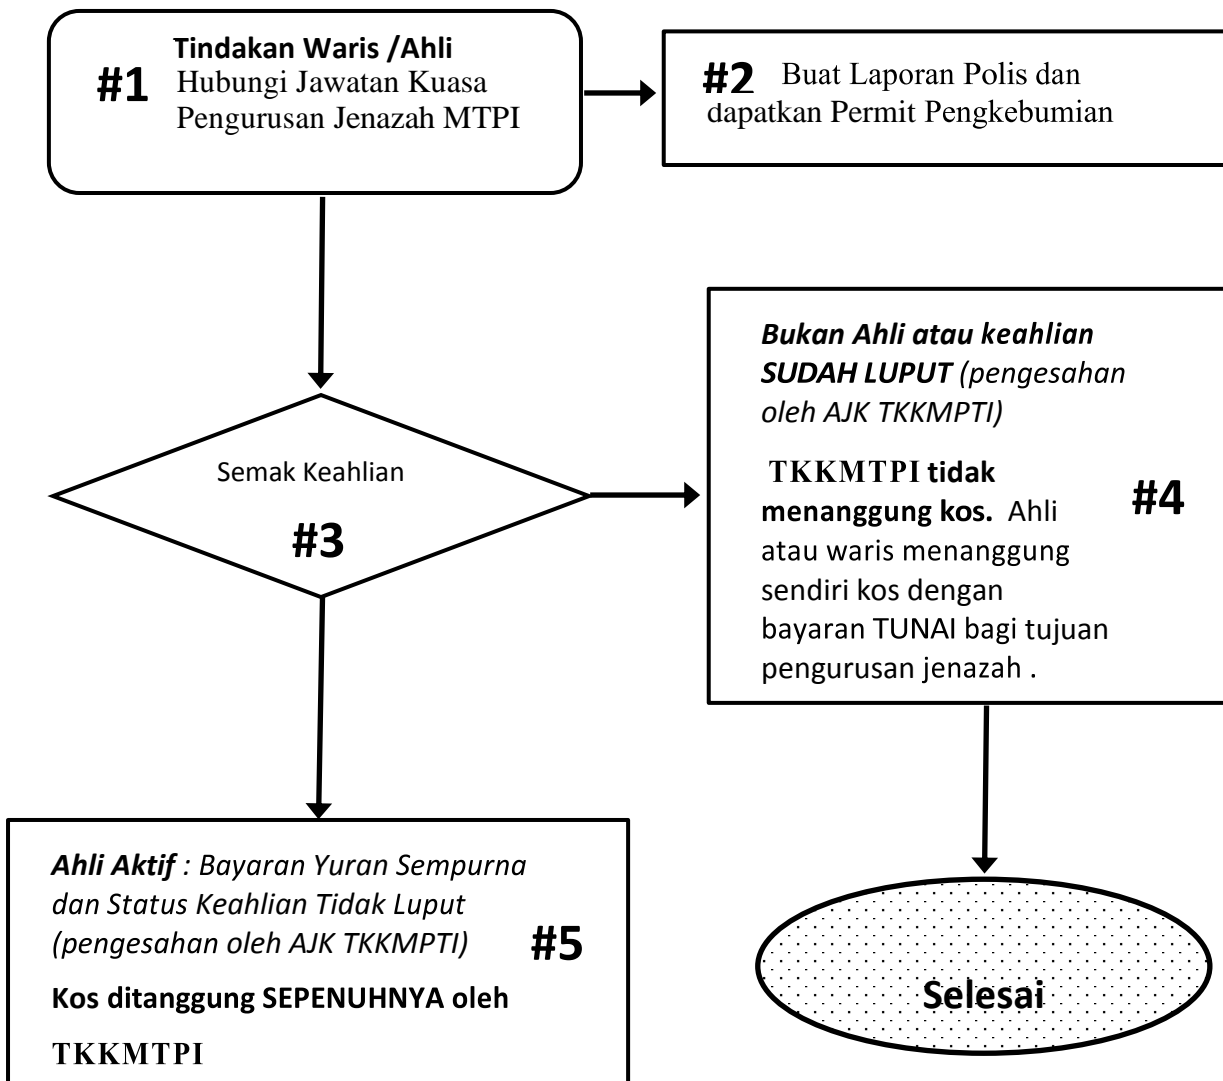 Tindakan Waris /Ahli
#1 Hubungi Jawatan Kuasa
Pengurusan Jenazah MTPI
#2 Buat Laporan Polis dan
dapatkan Permit Pengkebumian
Semak Keahlian
#3
Bukan Ahli atau keahlian
SUDAH LUPUT (pengesahan
oleh AJK TKKMPTI)
TKKMTPI tidak
menanggung kos. Ahli
#4
atau waris menanggung
sendiri kos dengan
bayaran TUNAI bagi tujuan
pengurusan jenazah .
Ahli Aktif : Bayaran Yuran Sempurna
dan Status Keahlian Tidak Luput
(pengesahan oleh AJK TKKMPTI)
#5
Kos ditanggung SEPENUHNYA oleh
TKKMTPI
Selesai